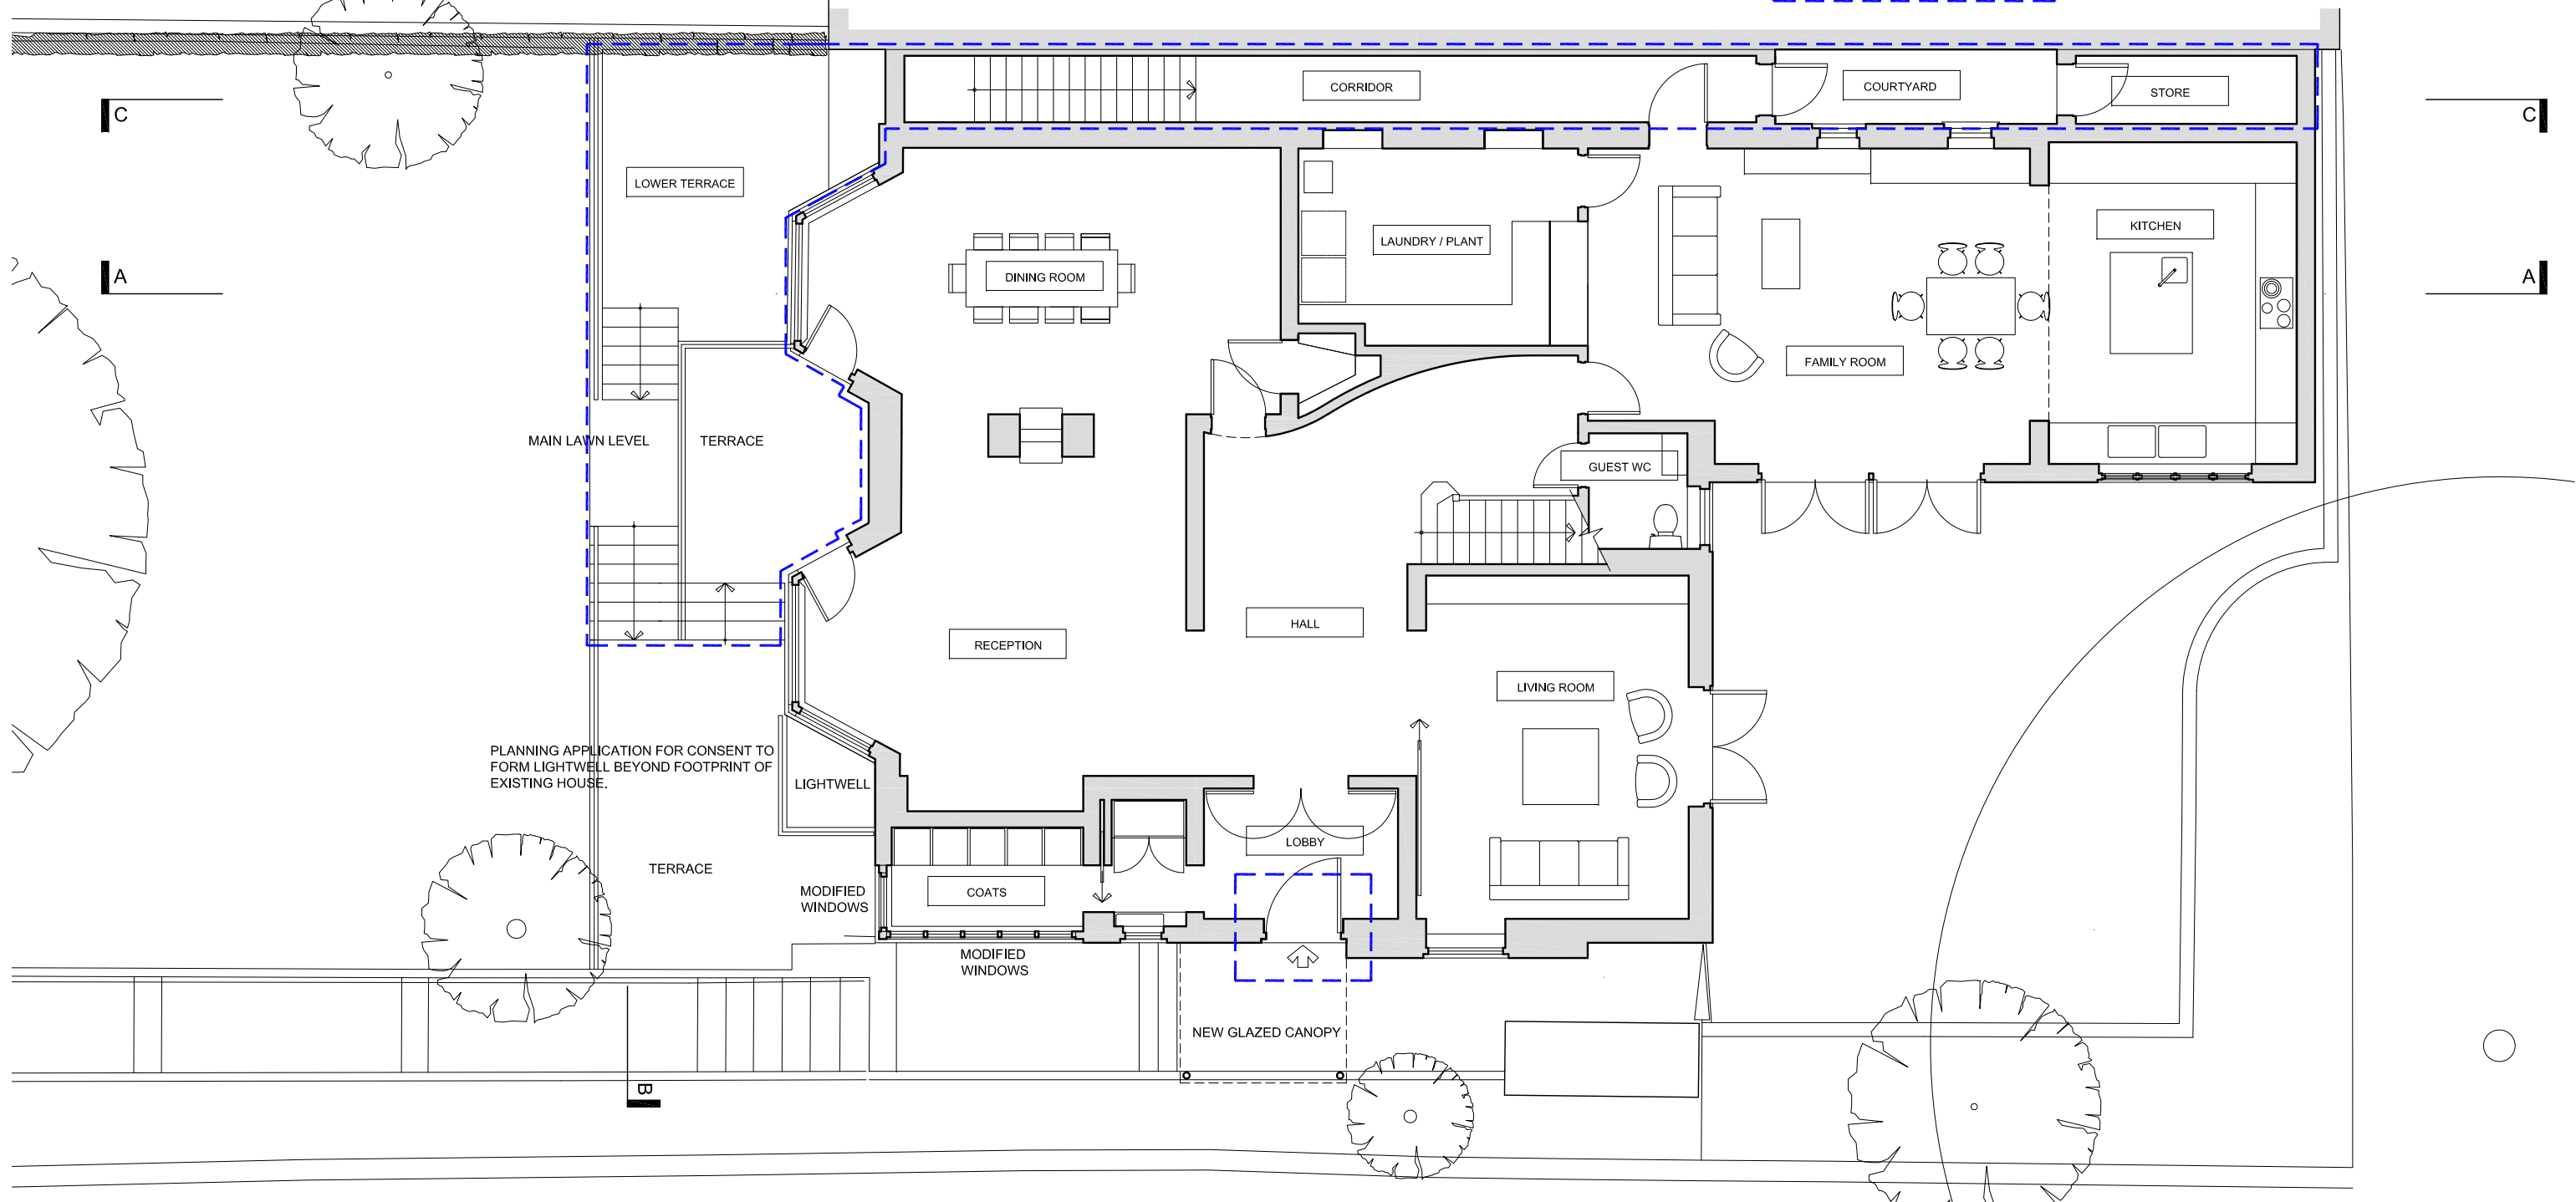 C
CORRIDOR
COURTYARD
STORE
C
LOWER TERRACE
KITCHEN
LAUNDRY / PLANT
A
DINING ROOM
A
FAMILY ROOM
MAIN LAWN LEVEL
TERRACE
GUEST WC
HALL
RECEPTION
LIVING ROOM
PLANNING APPLICATION FOR CONSENT TO
FORM LIGHTWELL BEYOND FOOTPRINT OF
EXISTING HOUSE.
LIGHTWELL
LOBBY
TERRACE
MODIFIED
WINDOWS
COATS
MODIFIED
WINDOWS
NEW GLAZED CANOPY
B